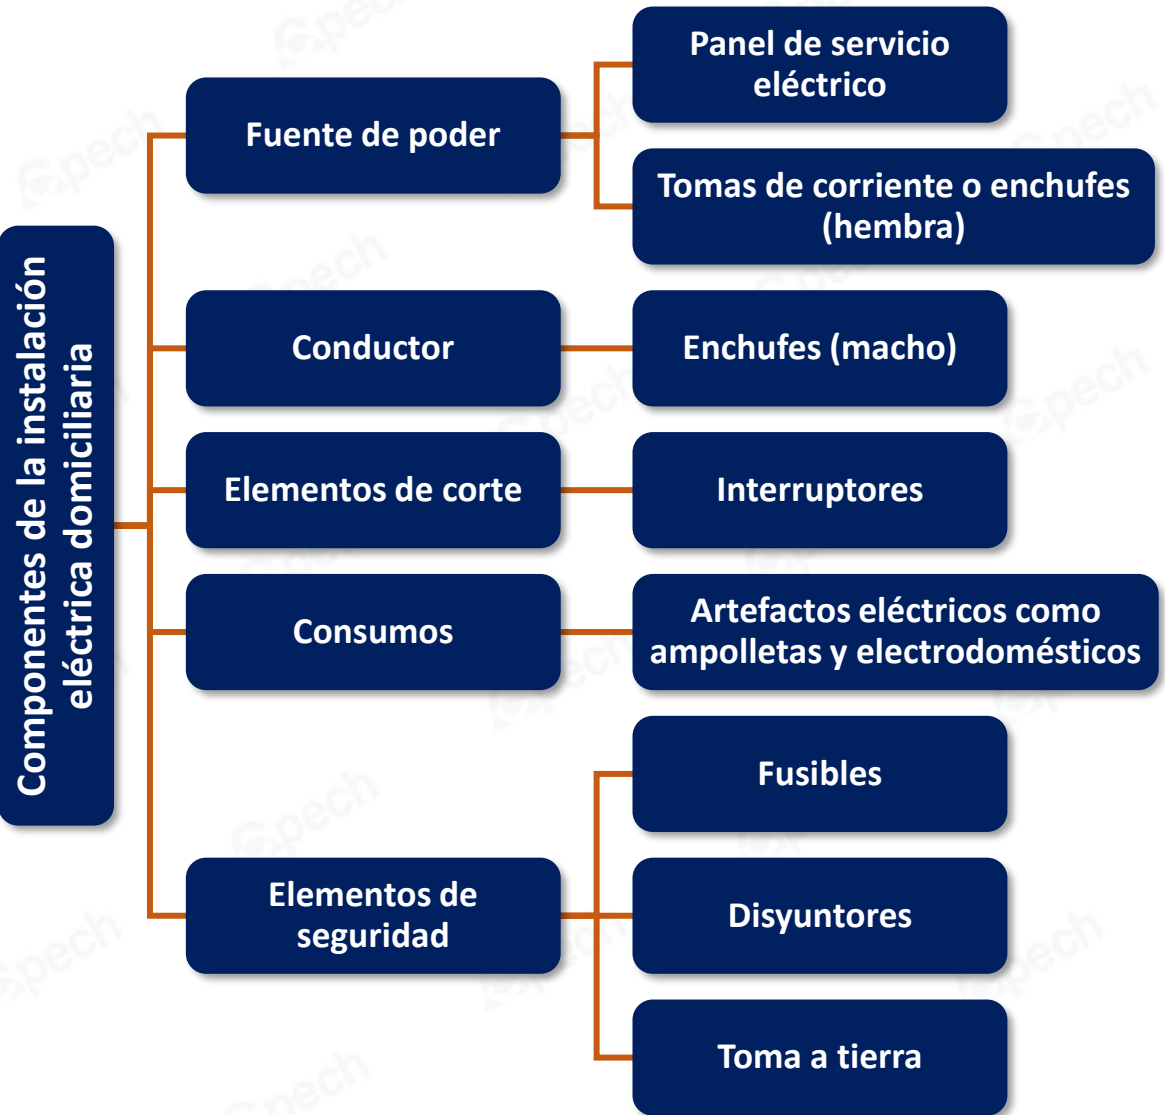 Componentes de la instalación
eléctrica domiciliaria
Fuente de poder
Panel de servicio
eléctrico
Tomas de corriente o enchufes
(hembra)
Conductor
Enchufes (macho)
Elementos de corte
Interruptores
Consumos
Artefactos eléctricos como
ampolletas y electrodomésticos
Elementos de
seguridad
Fusibles
Disyuntores
Toma a tierra